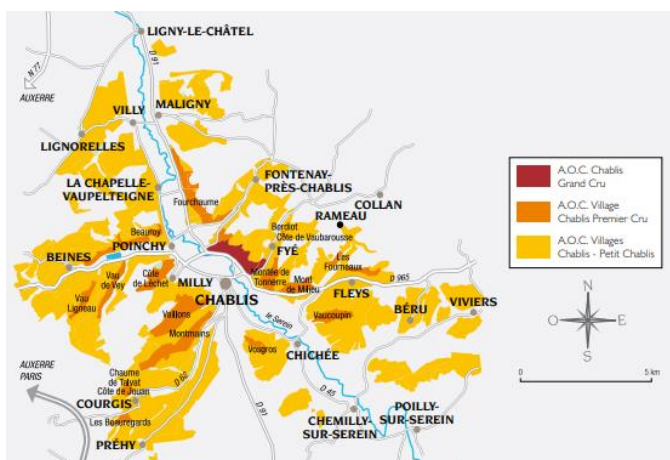 LIGNY-LE-CHÂTEL
N 77
D 91
AUXERRE
MALIGNY
VILLY
LIGNORELLES
FONTENAY-
PRÈS-CHABLIS
LA CHAPELLE-
VAUPELTEIGNE
Fourchaume
COLLAN
RAMEAU
Berdiot
Côte de Vaubarousse
Beauroy
POINCHY
FYÉ
BEINES
Les
Fourneaux
Vau
de Vey
Côte
de Léchet
MILLY
Montée de
Tonnerre
Mont
de Milieu
D 965
CHABLIS
FLEYS
Vau
Ligneau
BÉRU
VIVIERS
Vaillons
le Serein
Vaucoupin
Montmains
Vosgros
CHICHÉE
AUXERRE
PARIS
Chaume
de Talvat
Côte de Jouan
D 62
COURGIS
D 91
D 45
CHEMILLY-
SUR-SEREIN
POILLY-
SUR-SEREIN
Les Beauregards
PRÉHY
A.O.C. Chablis
Grand Cru
A.O.C. Village
Chablis Premier Cru
A.O.C. Villages
Chablis - Petit Chablis
N
O
E
S
0
5 km